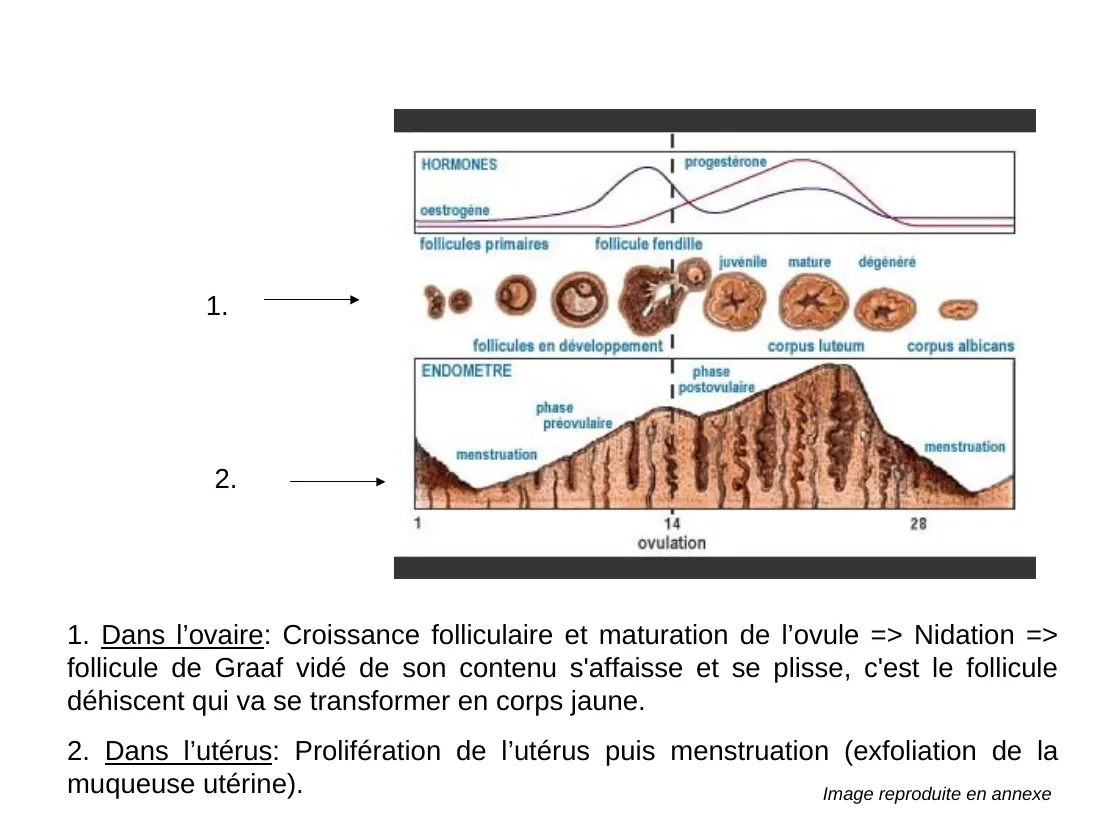 HORMONES
progestérone
oestrogéne
follicules primaires
follicule fendille
juvénile mature dégénéré
1.
follicules en développement
corpus luteum
corpus albicans
ENDOMETRE
phase
postovulaire
phase
préovulaire
menstruation
menstruation
2.
1 14 28
ovulation
1. Dans l’ovaire: Croissance folliculaire et maturation de l’ovule => Nidation =>
follicule de Graaf vidé de son contenu s'affaisse et se plisse, c'est le follicule
déhiscent qui va se transformer en corps jaune.
2. Dans l’utérus: Prolifération de l’utérus puis menstruation (exfoliation de la
muqueuse utérine).
Image reproduite en annexe